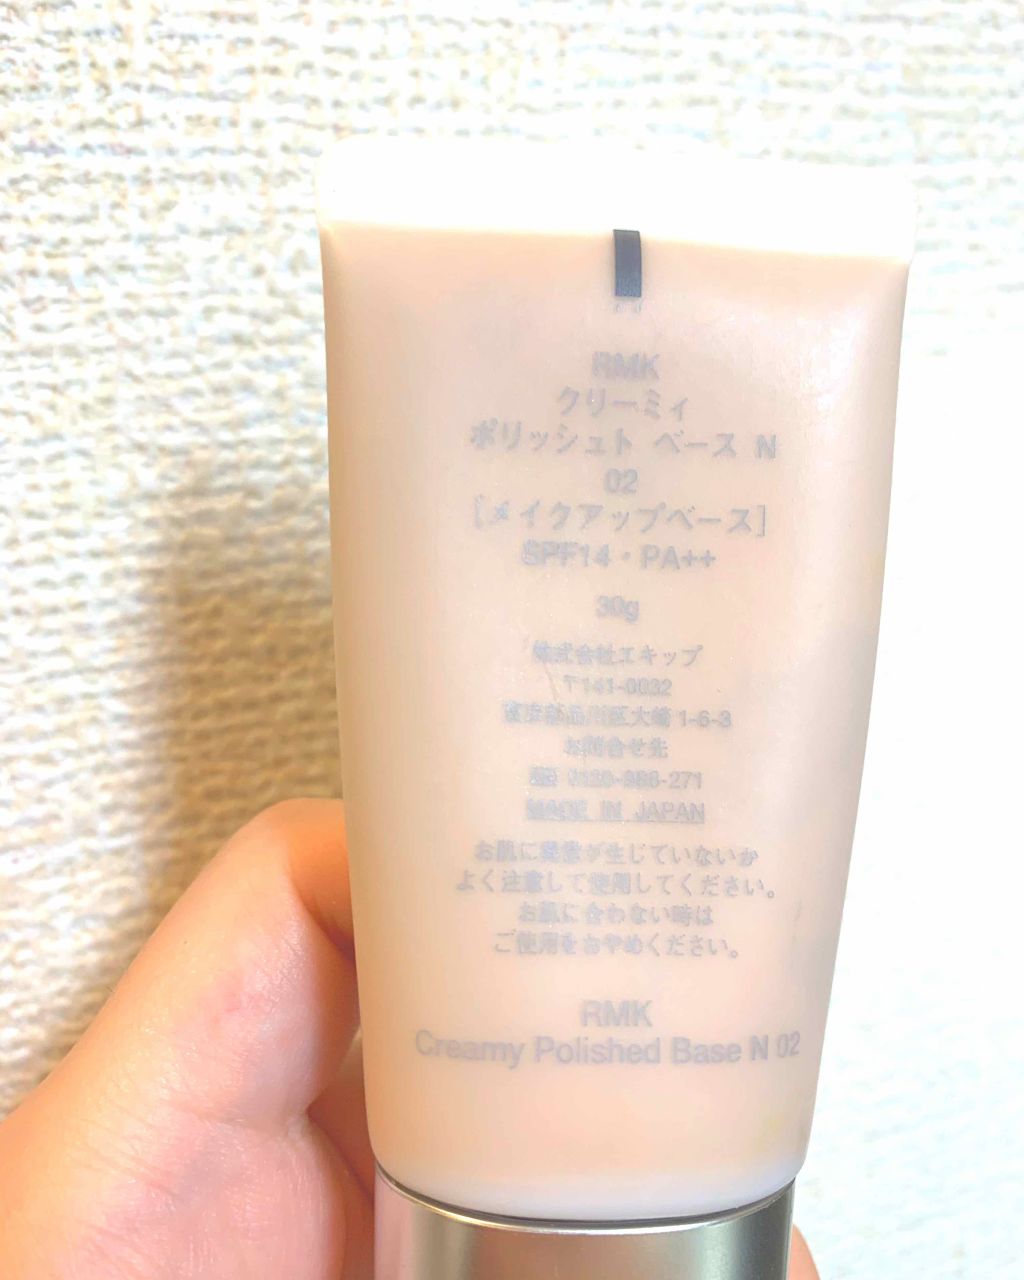 RMK
クリーミィ
ポリッシュト ベース N
02
[メイクアップベース]
SPF14・PA++
30g
株式会社エキップ
〒141-0032
東京都品川区大崎1-6-3
お問合せ先
271
MADE IN JAPAN
お肌に異常が生じていないか
よく注意して使用してください。
お肌に合わない時は
ご使用をおやめください。
RMK
Creamy Polished Base N 02